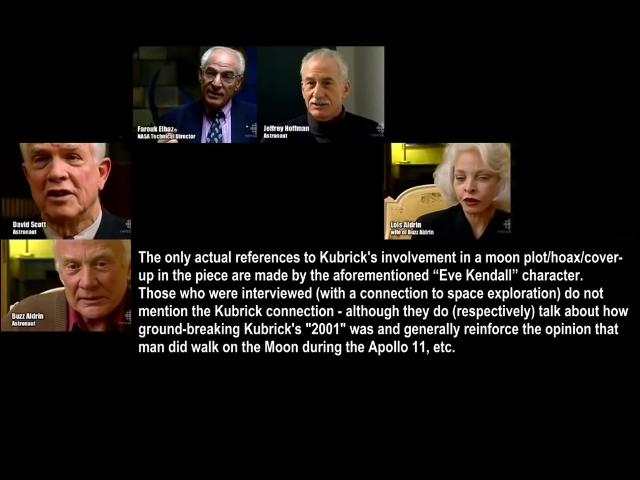 Farouk Elbaz
NASA Technical Director
Jeffrey Hoffman
Astronaut
David Scott
Astronaut
Lois Aldrin
wife of Buzz Aldrin
Buzz Aldrin
Astronaut
The only actual references to Kubrick's involvement in a moon plot/hoax/cover-
up in the piece are made by the aforementioned “Eve Kendall” character.
Those who were interviewed (with a connection to space exploration) do not
mention the Kubrick connection - although they do (respectively) talk about how
ground-breaking Kubrick's "2001" was and generally reinforce the opinion that
man did walk on the Moon during the Apollo 11, etc.